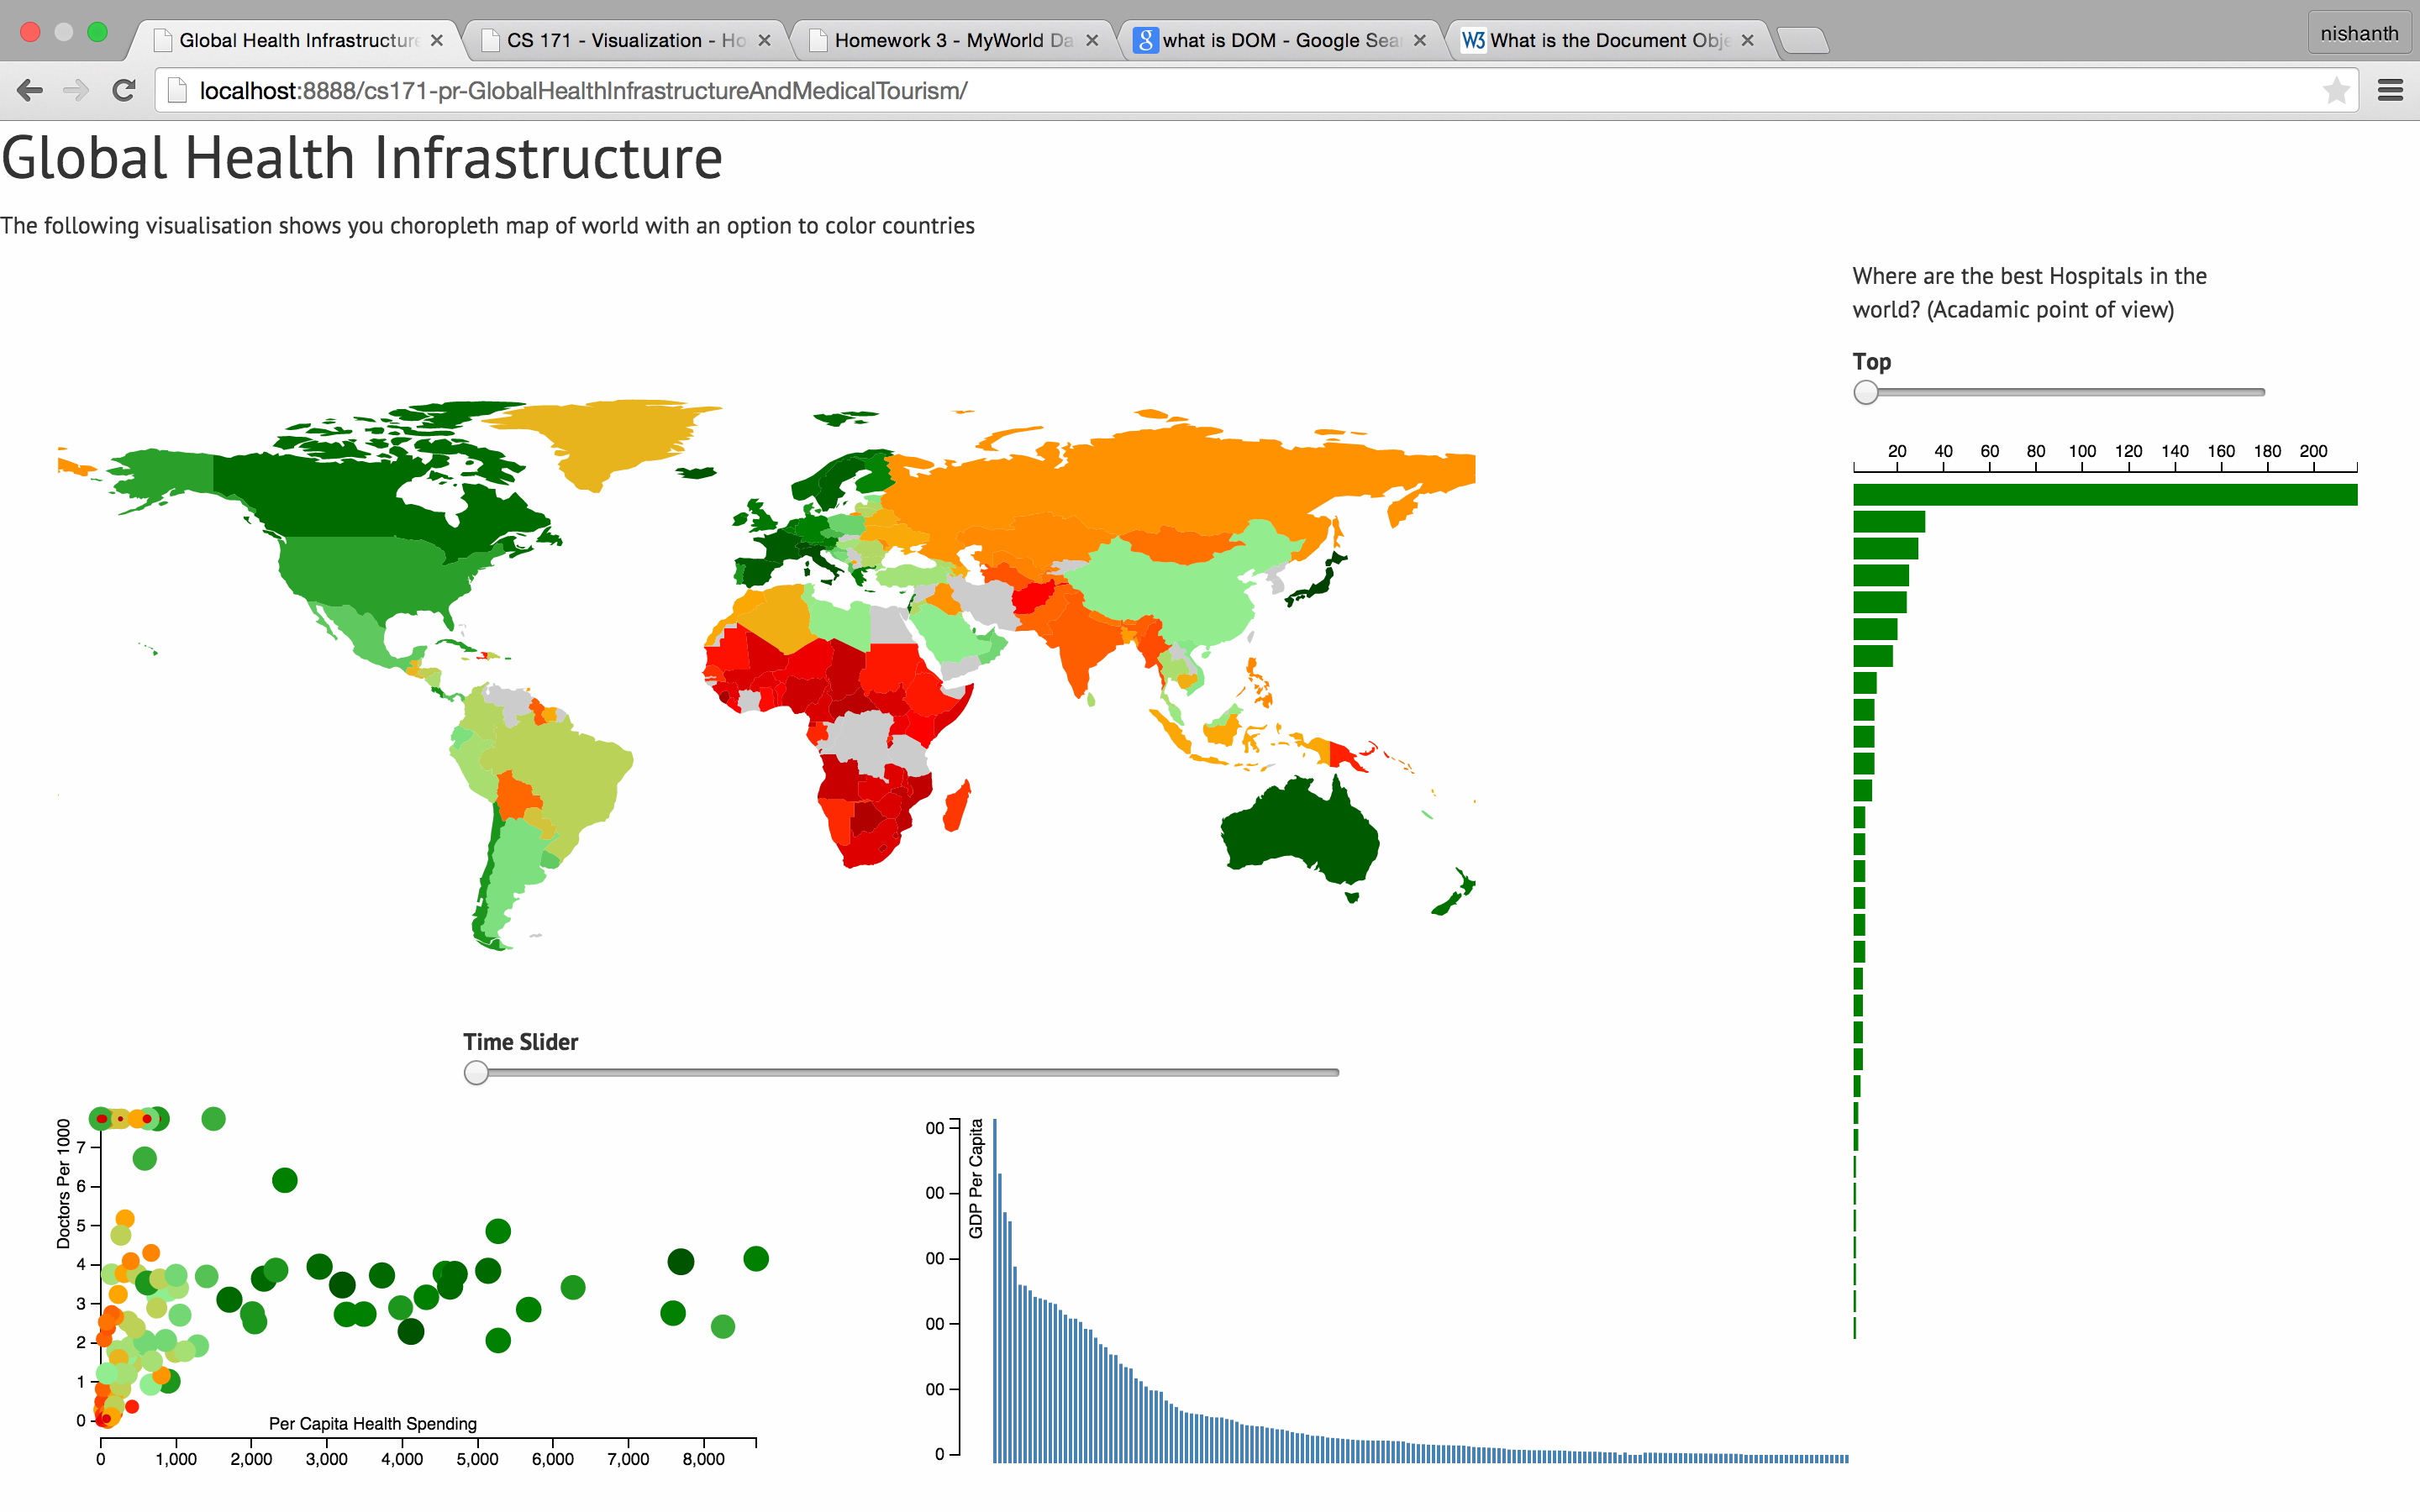 Global Health Infrastructure
CS 171 - Visualization - Ho
Homework 3 - MyWorld Da
what is DOM - Google Sear
W3 What is the Document Obje
nishanth
localhost:8888/cs171-pr-GlobalHealthInfrastructureAndMedicalTourism/
Global Health Infrastructure
The following visualisation shows you choropleth map of world with an option to color countries
Where are the best Hospitals in the
world? (Acadamic point of view)
Top
20 40 60 80 100 120 140 160 180 200
Time Slider
Doctors Per 1000
7
6
5
4
3
2
1
0
Per Capita Health Spending
0 1,000 2,000 3,000 4,000 5,000 6,000 7,000 8,000
GDP Per Capita
00
00
00
00
00
0